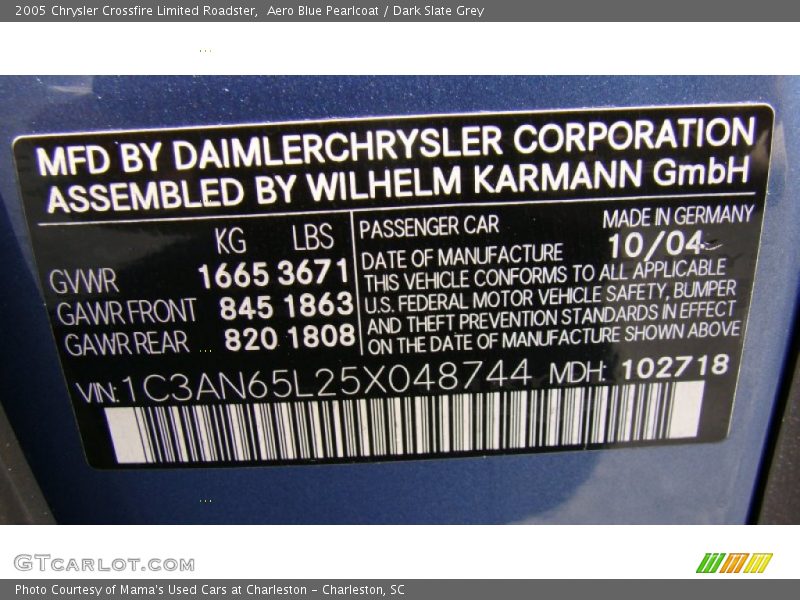 2005 Chrysler Crossfire Limited Roadster, Aero Blue Pearlcoat / Dark Slate Grey
MFD BY DAIMLERCHRYSLER CORPORATION
ASSEMBLED BY WILHELM KARMANN GmbH
KG LBS
GVWR 1665 3671
GAWR FRONT 845 1863
GAWR REAR 820 1808
PASSENGER CAR MADE IN GERMANY
DATE OF MANUFACTURE 10/04
THIS VEHICLE CONFORMS TO ALL APPLICABLE
U.S. FEDERAL MOTOR VEHICLE SAFETY, BUMPER
AND THEFT PREVENTION STANDARDS IN EFFECT
ON THE DATE OF MANUFACTURE SHOWN ABOVE
VIN: 1C3AN65L25X048744 MDH: 102718
GTCARLOT.COM
Photo Courtesy of Mama's Used Cars at Charleston - Charleston, SC